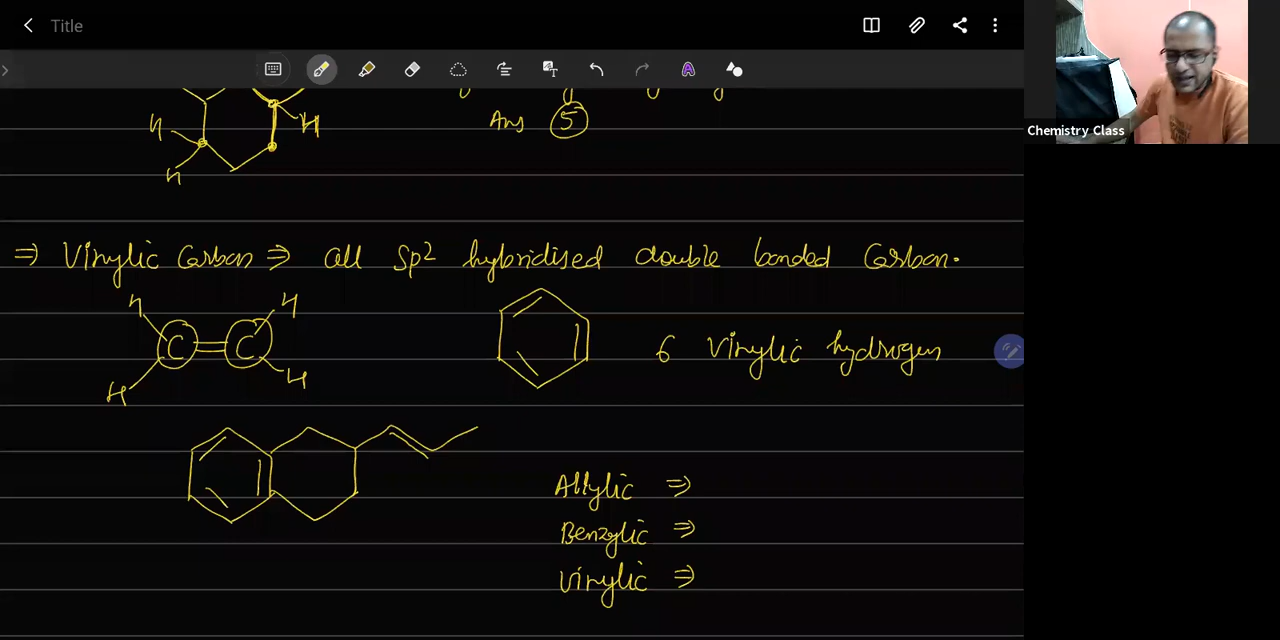 Title
Chemistry Class
H
H
H
Ans 5
⇒ Vinylic Carbon ⇒ all Sp² hybridised double bonded Carbon.
H H
C=C
H H
6 Vinylic hydrogen
Allylic ⇒
Benzylic ⇒
Vinylic ⇒